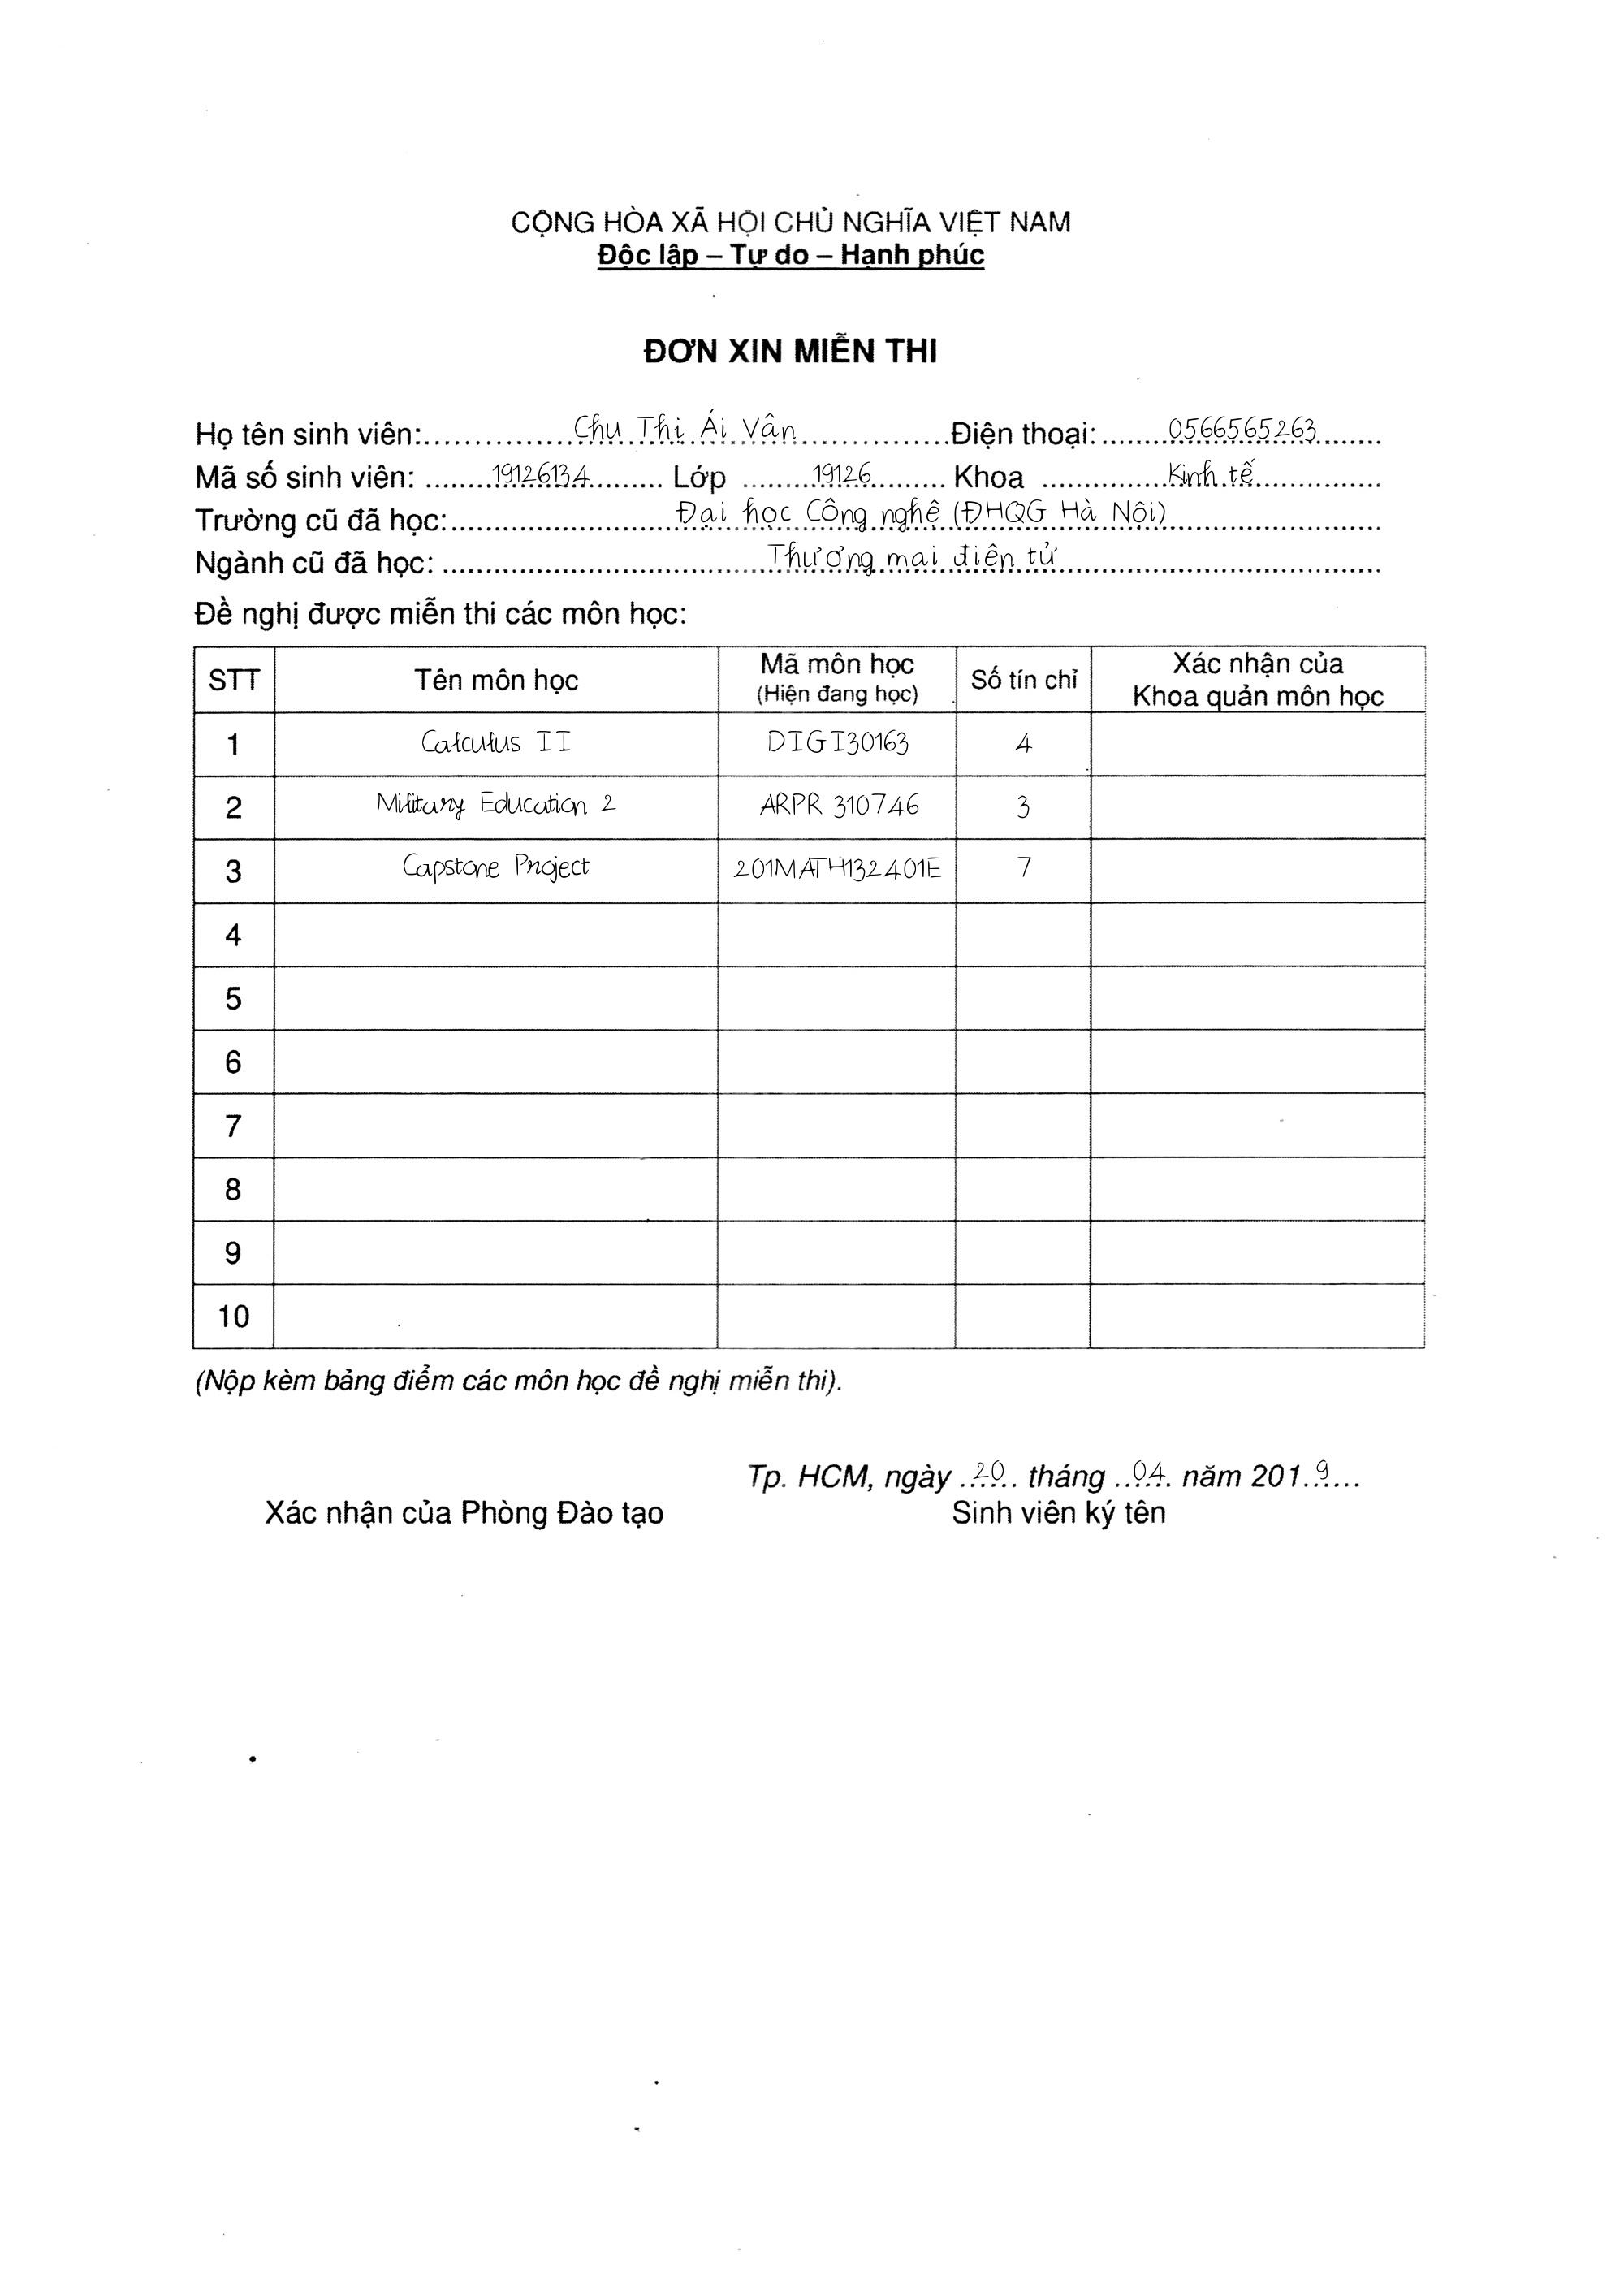 CỘNG HÒA XÃ HỘI CHỦ NGHĨA VIỆT NAM
Độc lập – Tự do – Hạnh phúc
ĐƠN XIN MIỄN THI
Họ tên sinh viên: Chu Thị Ái Vân Điện thoại: 0566565263
Mã số sinh viên: 19126134 Lớp 19126 Khoa Kinh tế
Trường cũ đã học: Đại học Công nghệ (ĐHQG Hà Nội)
Ngành cũ đã học: Thương mại điện tử
Đề nghị được miễn thi các môn học:
STT Tên môn học Mã môn học (Hiện đang học) Số tín chỉ Xác nhận của Khoa quản môn học
1 Calculus II DIGI30163 4
2 Military Education 2 ARPR 310746 3
3 Capstone Project 201MATH132401E 7
4
5
6
7
8
9
10
(Nộp kèm bảng điểm các môn học đề nghị miễn thi).
Tp. HCM, ngày 20 tháng 04 năm 2019
Xác nhận của Phòng Đào tạo Sinh viên ký tên